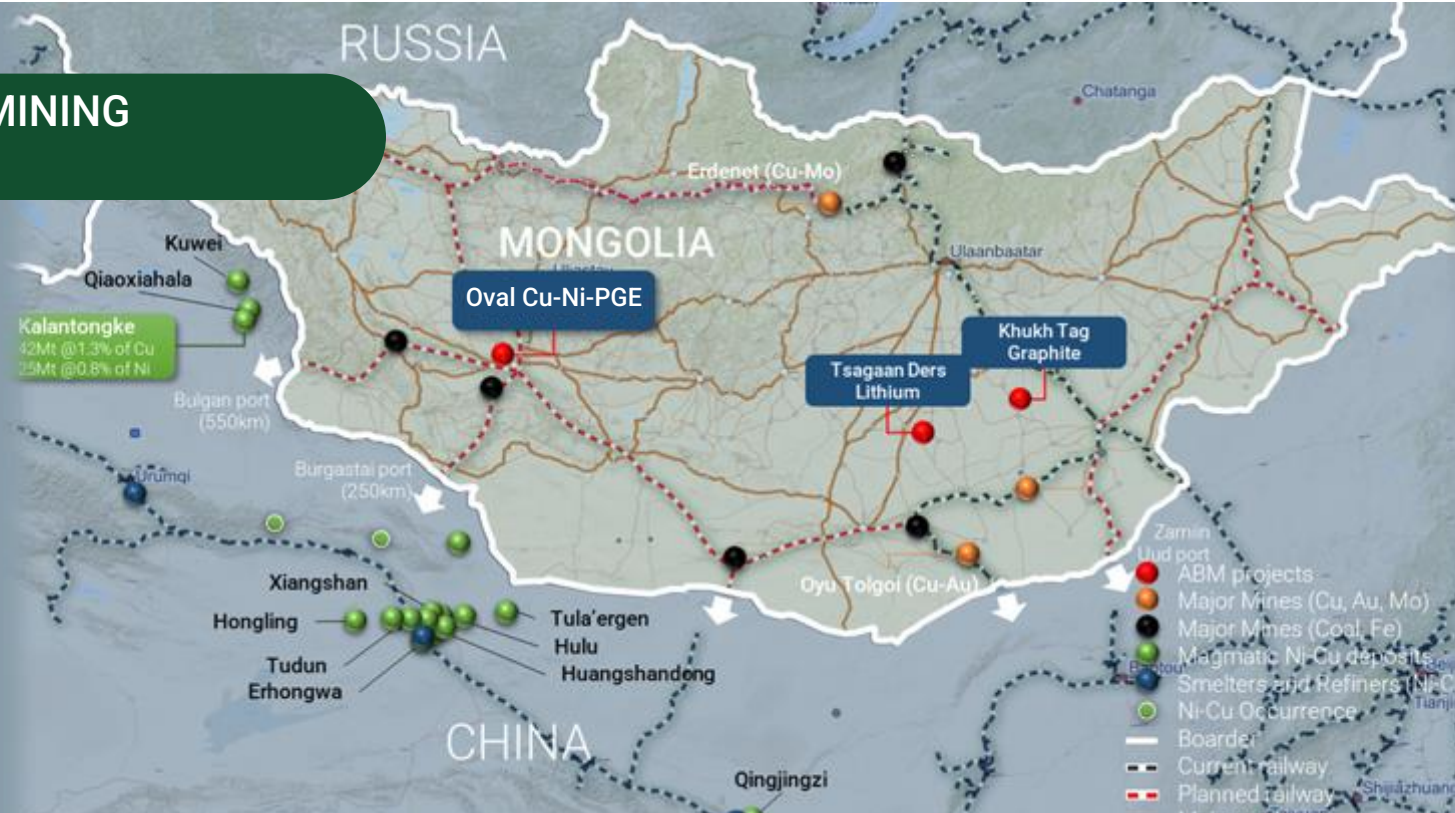 RUSSIA
MINING
Chatanga
Erdenet (Cu-Mo)
MONGOLIA
Kuwei
Ulaanbaatar
Qiaoxiahala
Oval Cu-Ni-PGE
Kalantongke
42Mt @1.3% of Cu
25Mt @0.8% of Ni
Khukh Tag
Graphite
Tsagaan Ders
Lithium
Bulgan port
(550km)
Burgastai port
(250km)
Urumqi
Zamiin
Uud port
Xiangshan
Oyu Tolgoi (Cu-Au)
ABM projects
Major Mines (Cu, Au, Mo)
Hongling
Tula'ergen
Major Mines (Coal, Fe)
Hulu
Tudun
Huangshandong
Magmatic Ni-Cu deposits
Erhongwa
Smelters and Refiners (Ni-C
Tianji
Ni-Cu Occurrence
CHINA
Boarder
Current railway
Qingjingzi
Planned railway
Shijiazhuang